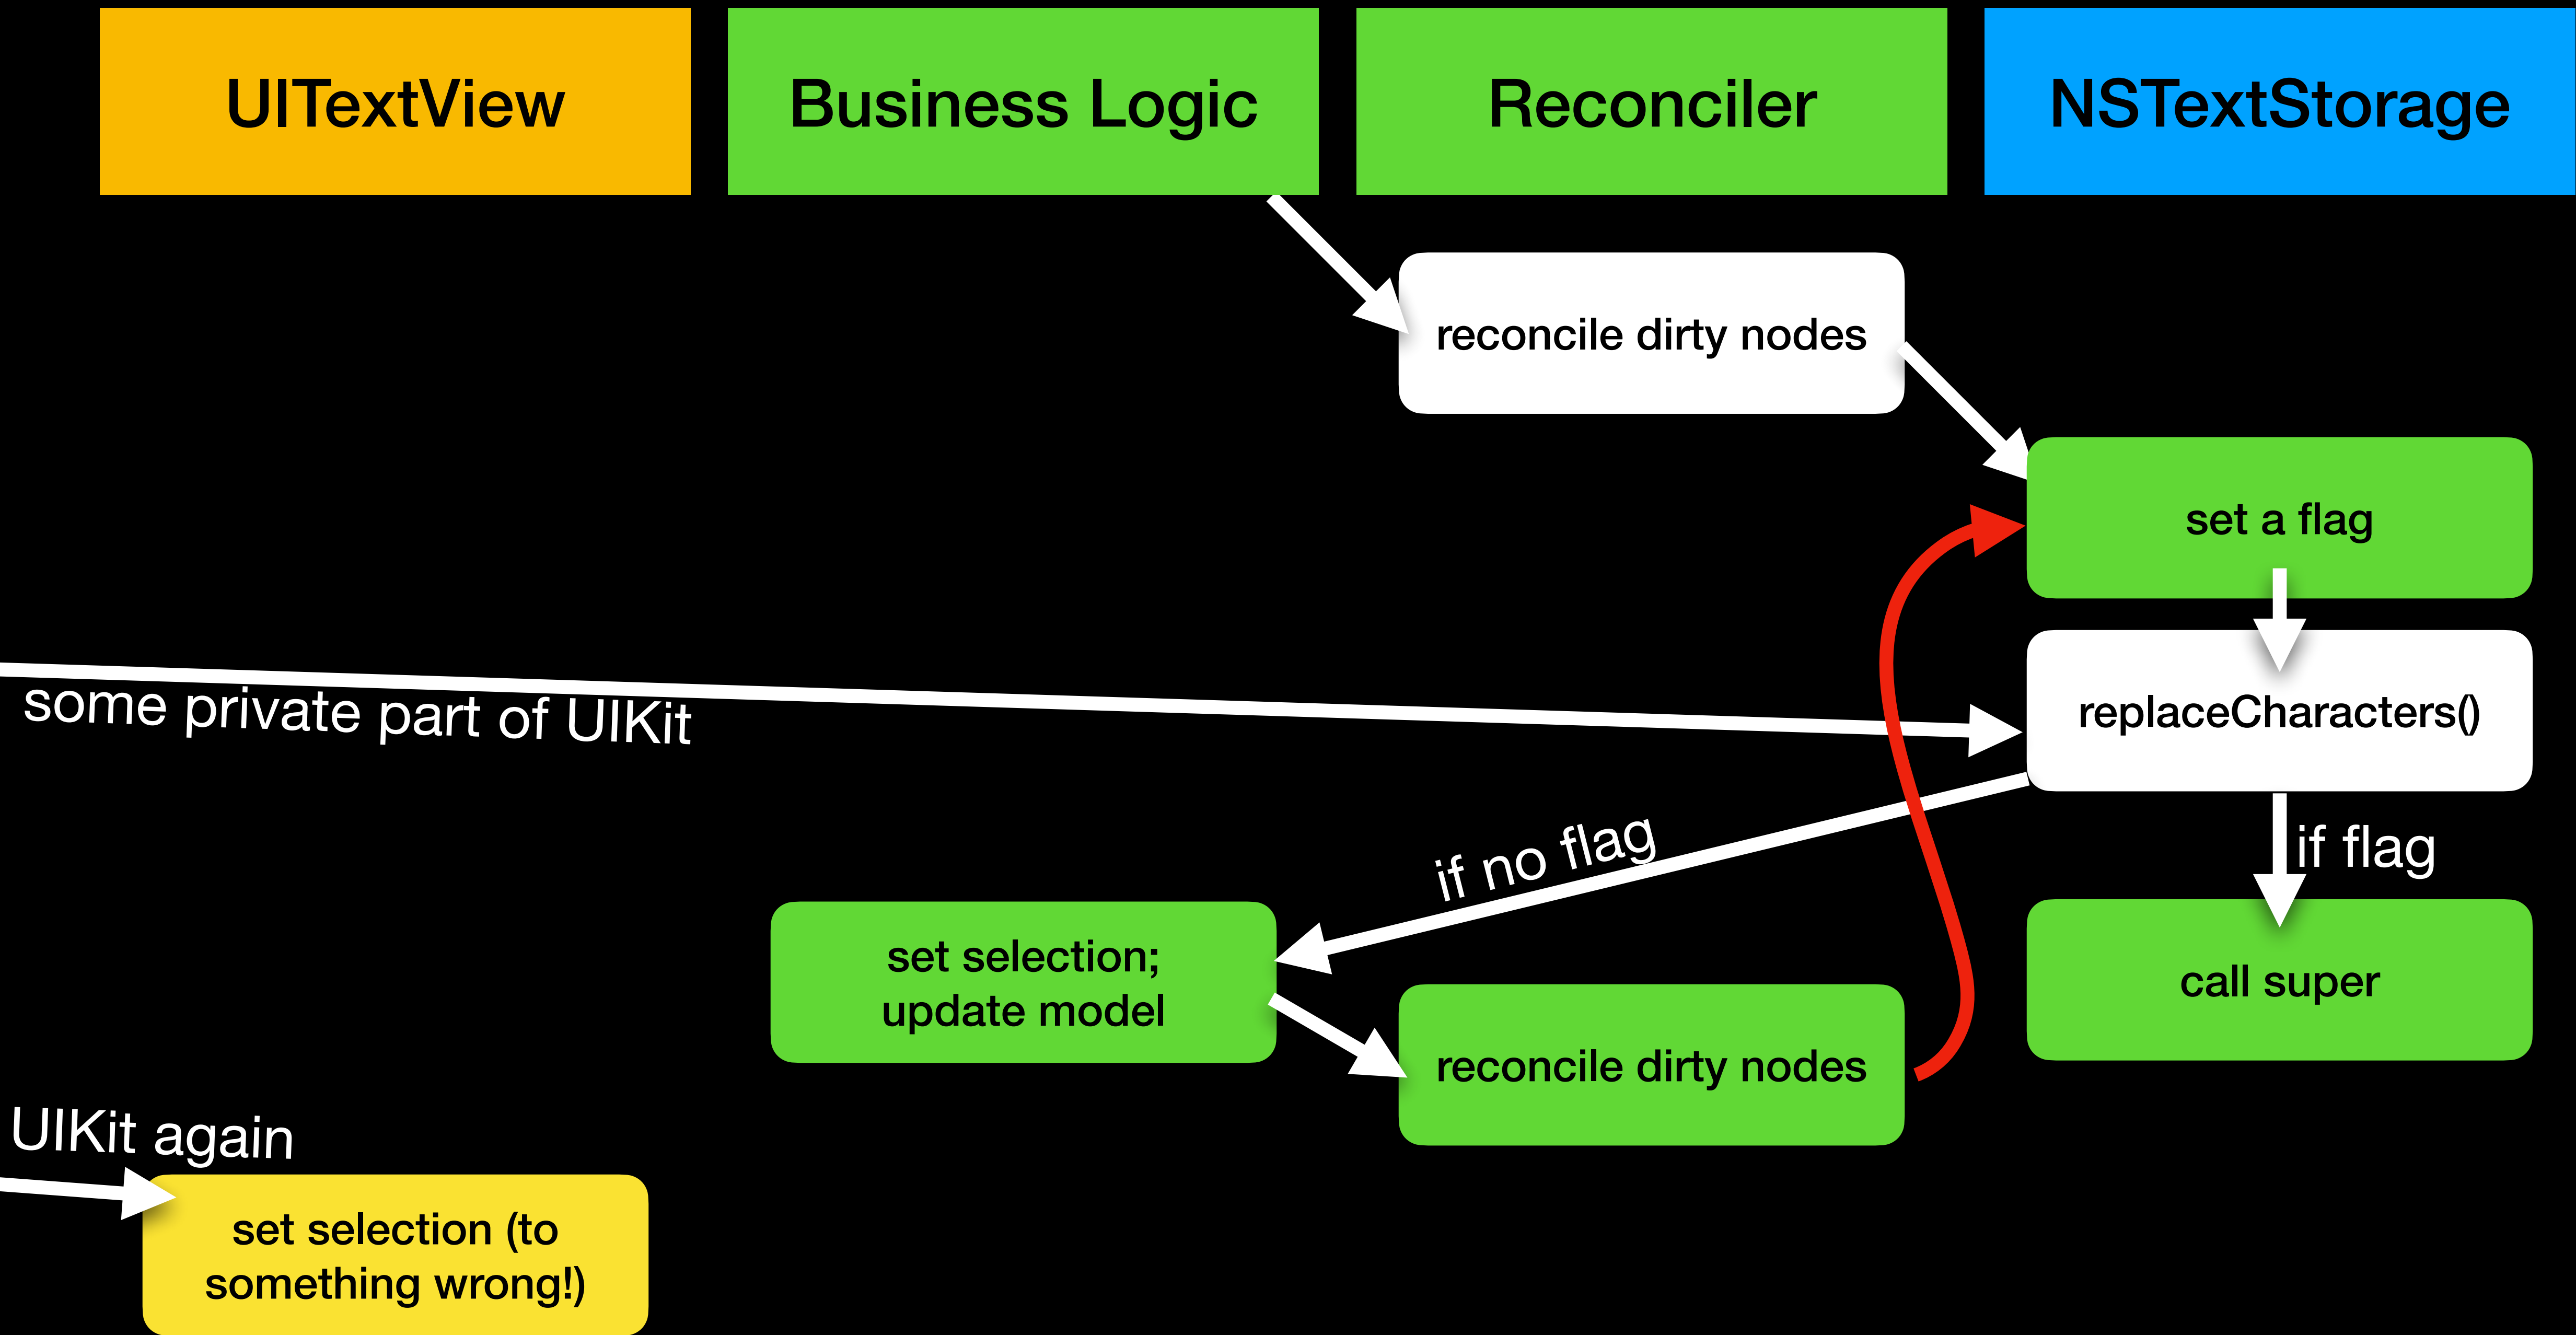 UITextView
Business Logic
Reconciler
NSTextStorage
reconcile dirty nodes
set a flag
some private part of UIKit
replaceCharacters()
if no flag
if flag
set selection;
update model
call super
reconcile dirty nodes
UIKit again
set selection (to
something wrong!)